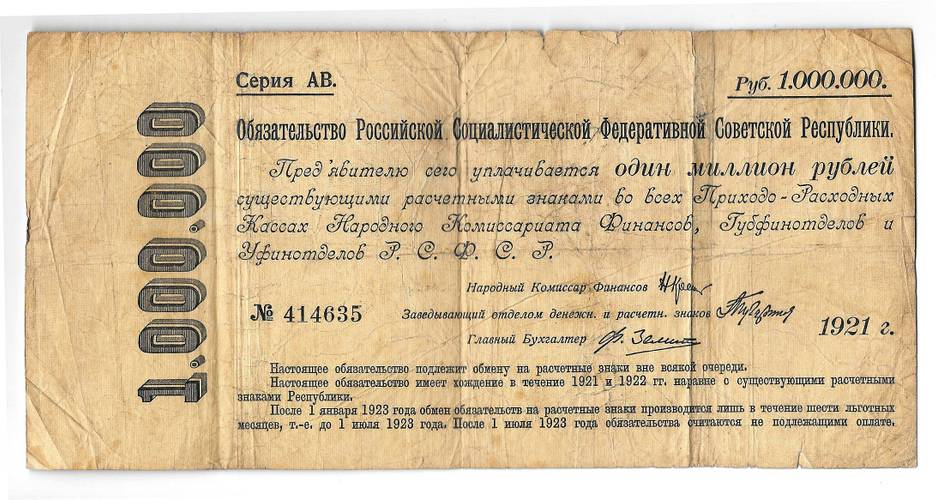 Серия АВ.
Руб. 1.000.000.
1.000.000
Обязательство Российской Социалистической Федеративной Советской Республики.
Пред'явителю сего уплачивается один миллион рублей
существующими расчетными знаками во всех Приходо-Расходных
Кассах Народного Комиссариата Финансов, Губфинотделов и
Уфинотделов Р. С. Ф. С. Р.
Народный Комиссар Финансов
№ 414635
Заведывающий отделом денежн. и расчетн. знаков
1921 г.
Главный Бухгалтер
Настоящее обязательство подлежит обмену на расчетные знаки вне всякой очереди.
Настоящее обязательство имеет хождение в течение 1921 и 1922 гг. наравне с существующими расчетными
знаками Республики.
После 1 января 1923 года обмен обязательств на расчетные знаки производится лишь в течение шести льготных
месяцев, т.-е. до 1 июля 1923 года. После 1 июля 1923 года обязательства считаются не подлежащими оплате.